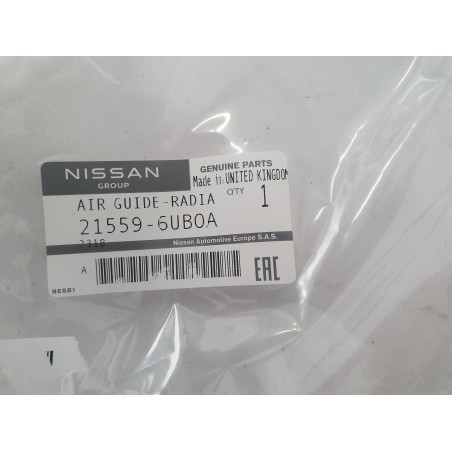 NISSAN
GROUP
GENUINE PARTS
Made in UNITED KINGDOM
AIR GUIDE-RADIA
QTY 1
21559-6UB0A
2318
Nissan Automotive Europe S.A.S.
A
EAC
NEGB1